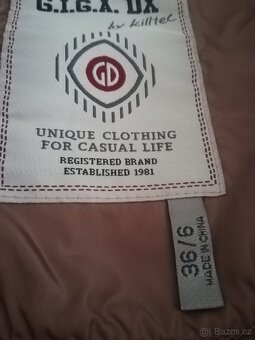 G.I.G.A. DX
by killtec
GD
UNIQUE CLOTHING
FOR CASUAL LIFE
REGISTERED BRAND
ESTABLISHED 1981
36/6
MADE IN CHINA
Bazos.cz